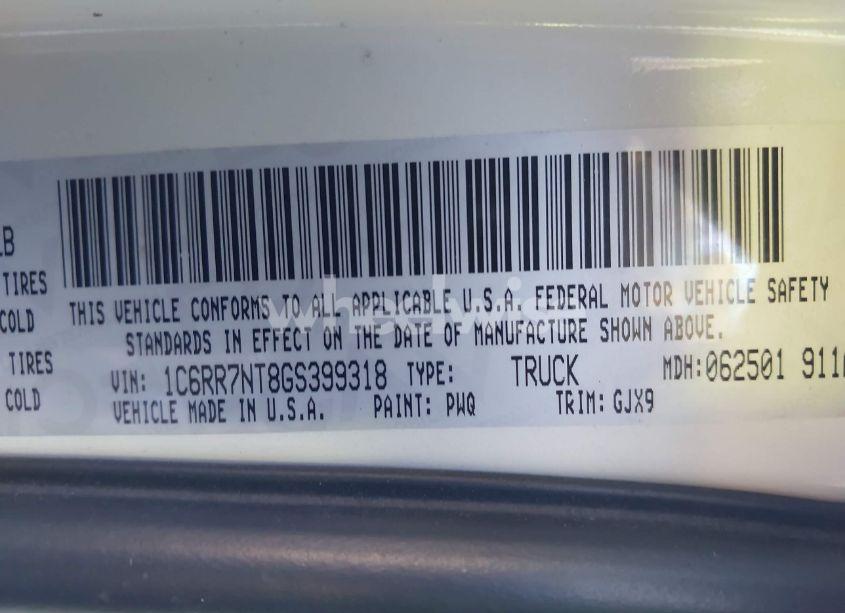 LB
TIRES
THIS VEHICLE CONFORMS TO ALL APPLICABLE U.S.A. FEDERAL MOTOR VEHICLE SAFETY
COLD
STANDARDS IN EFFECT ON THE DATE OF MANUFACTURE SHOWN ABOVE.
TIRES
VIN: 1C6RR7NT8GS399318 TYPE: TRUCK MDH:062501 911
COLD
VEHICLE MADE IN U.S.A. PAINT: PWQ TRIM: GJX9